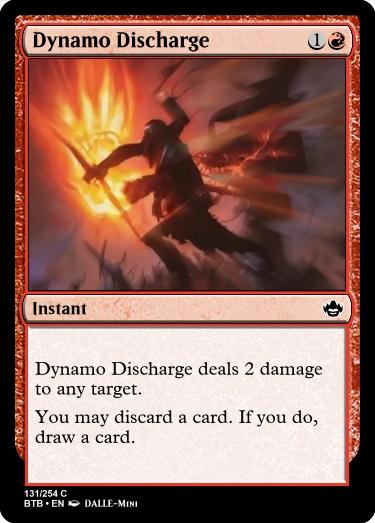 Dynamo Discharge 1
Instant
Dynamo Discharge deals 2 damage
to any target.
You may discard a card. If you do,
draw a card.
131/254 C
BTB • EN DALLE-Mini